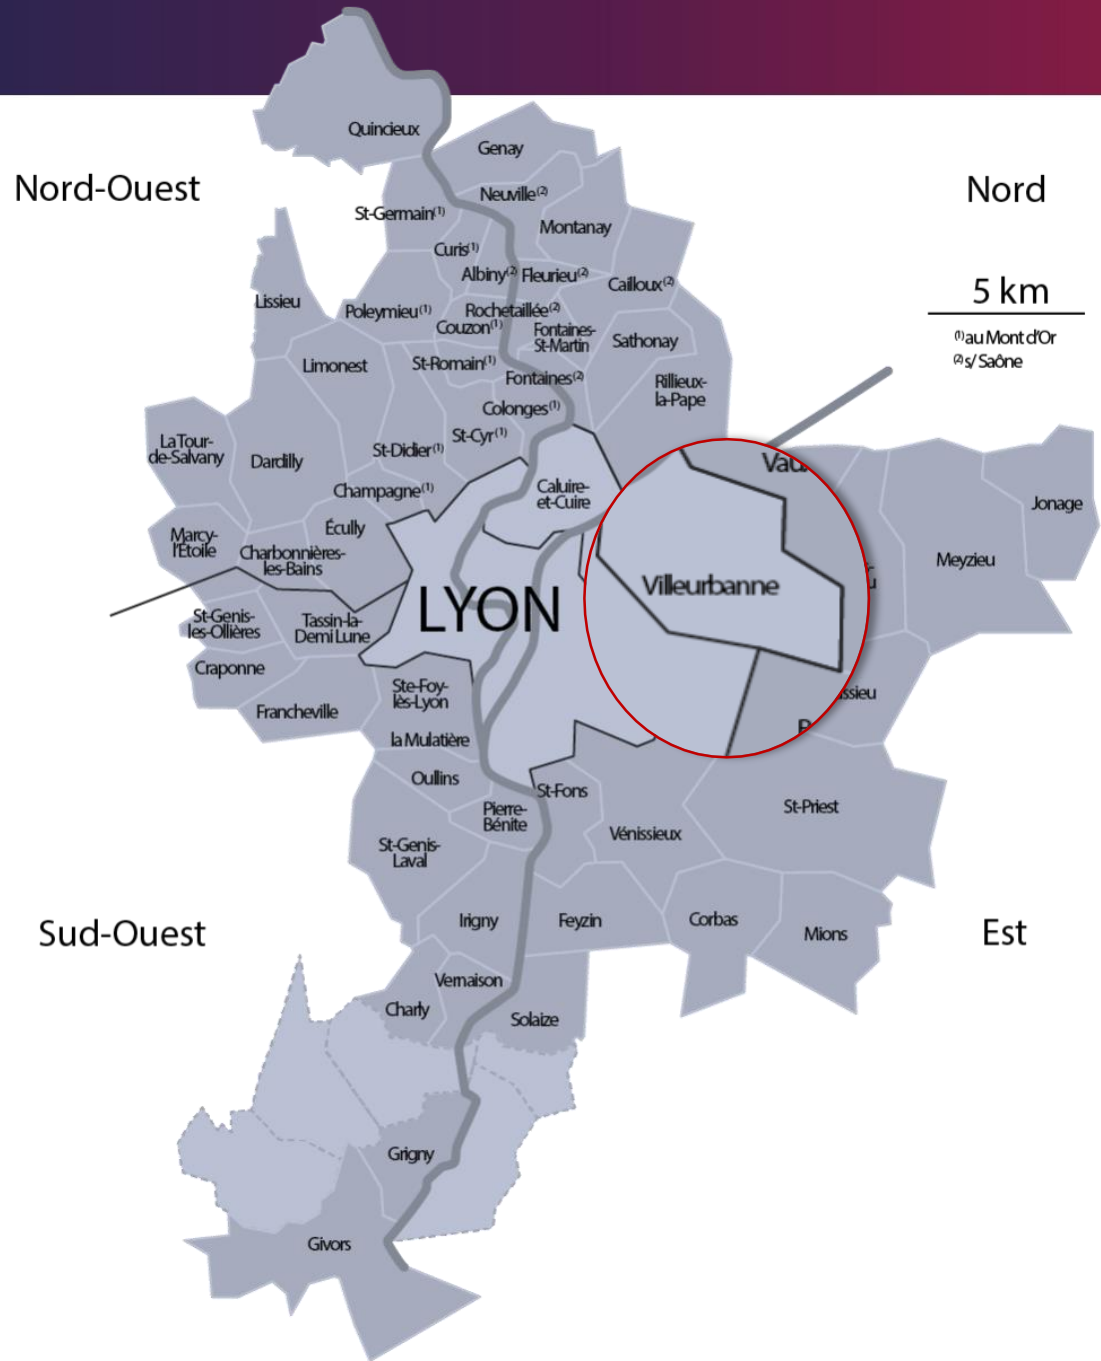 Quincieux
Genay
Nord-Ouest
Nord
Neuville(2)
St-Germain(1)
Montanay
Curis(1)
Albiny(2)
Fleurieu(2)
Cailloux(2)
5 km
Lissieu
Poleymieu(1)
Rochetaillée(2)
Couzon(1)
Fontaines-
St-Martin
Sathonay
(1) au Mont d'Or
(2) s/ Saône
Limonest
St-Romain(1)
Fontaines(2)
Rillieux-
la-Pape
Colonges(1)
St-Cyr(1)
La Tour-
de-Salvany
Dardilly
St-Didier(1)
Champagne(1)
Caluire-
et-Cuire
Jonage
Écully
Marcy-
l'Étoile
Charbonnières-
les-Bains
Meyzieu
Villeurbanne
LYON
St-Genis-
les-Ollières
Tassin-la-
Demi Lune
Craponne
Ste-Foy-
lès-Lyon
Francheville
la Mulatière
Oullins
St-Fons
St-Priest
Pierre-
Bénite
Vénissieux
St-Genis-
Laval
Irigny
Feyzin
Corbas
Mions
Sud-Ouest
Est
Vernaison
Charly
Solaize
Grigny
Givors